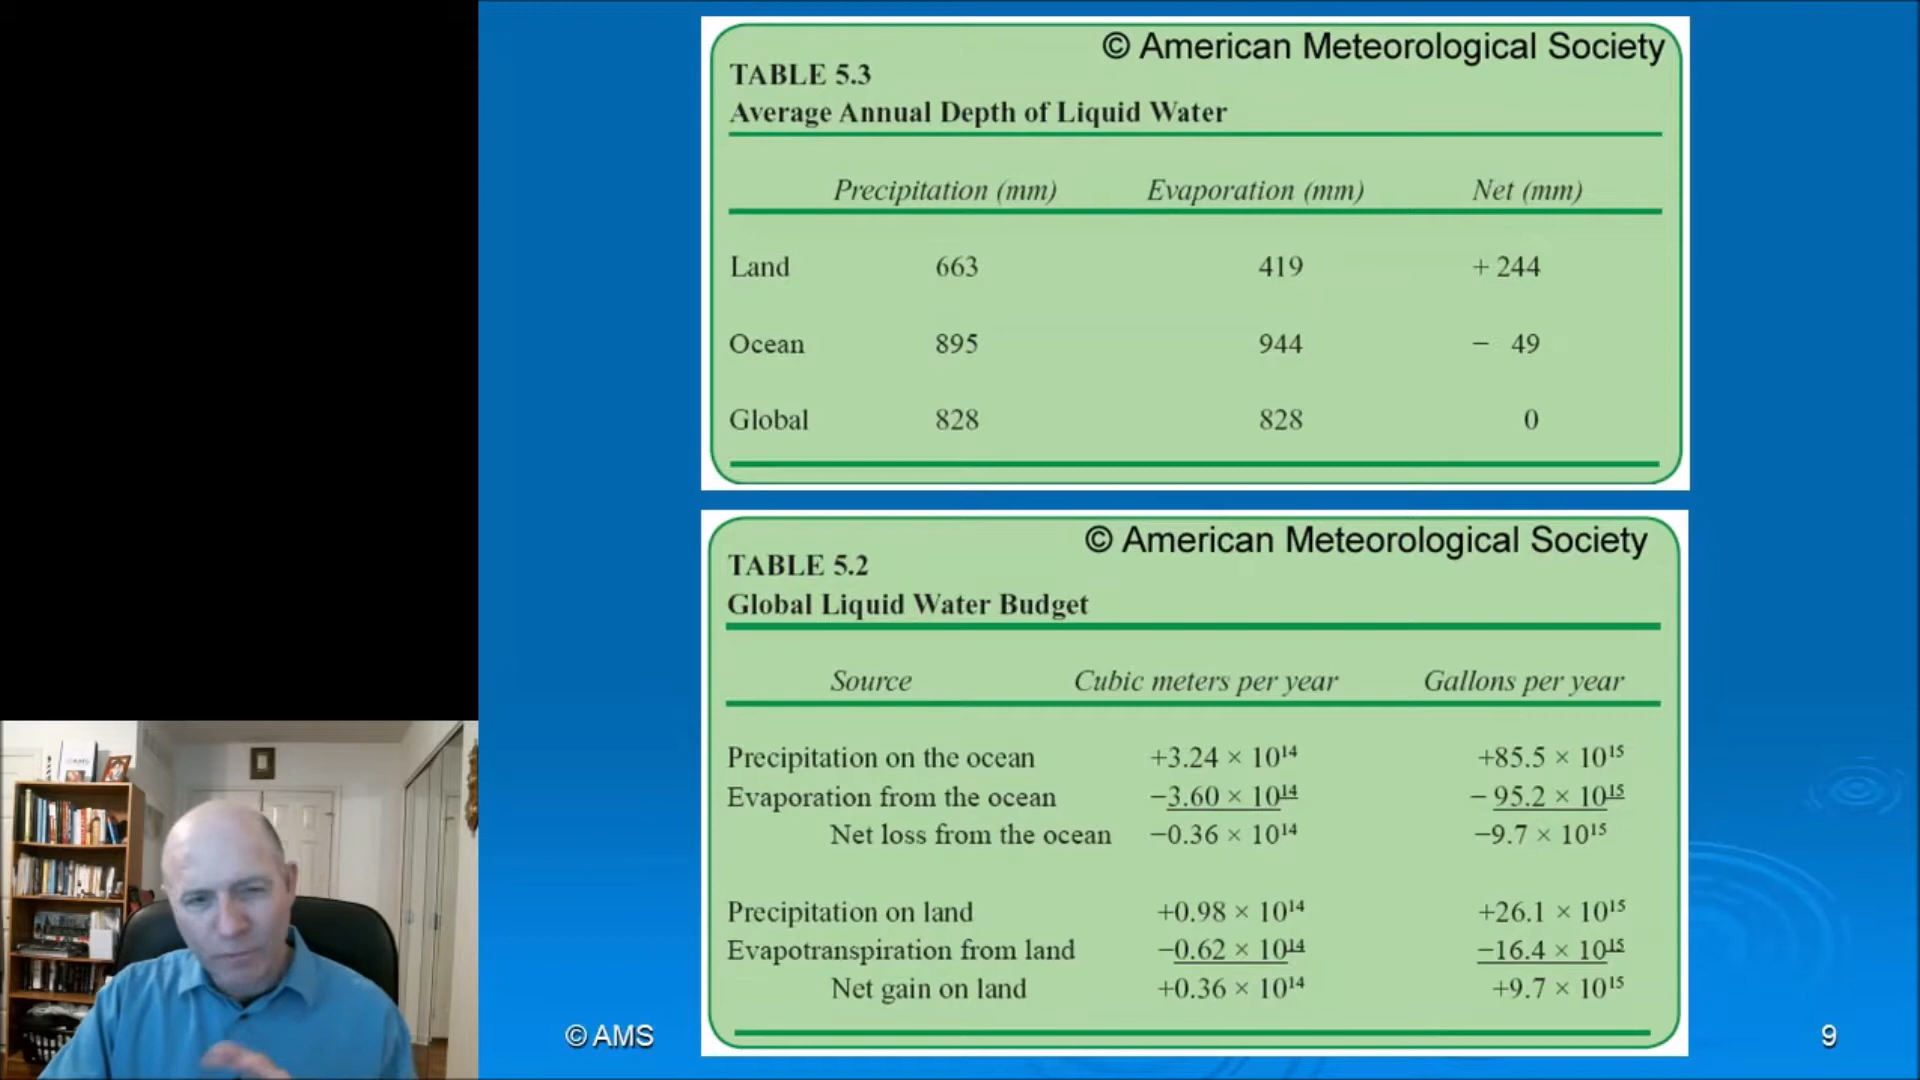 © American Meteorological Society
TABLE 5.3
Average Annual Depth of Liquid Water
Precipitation (mm) Evaporation (mm) Net (mm)
Land 663 419 + 244
Ocean 895 944 − 49
Global 828 828 0
© American Meteorological Society
TABLE 5.2
Global Liquid Water Budget
Source Cubic meters per year Gallons per year
Precipitation on the ocean +3.24 × 10¹⁴ +85.5 × 10¹⁵
Evaporation from the ocean −3.60 × 10¹⁴ − 95.2 × 10¹⁵
Net loss from the ocean −0.36 × 10¹⁴ −9.7 × 10¹⁵
Precipitation on land +0.98 × 10¹⁴ +26.1 × 10¹⁵
Evapotranspiration from land −0.62 × 10¹⁴ −16.4 × 10¹⁵
Net gain on land +0.36 × 10¹⁴ +9.7 × 10¹⁵
© AMS
9